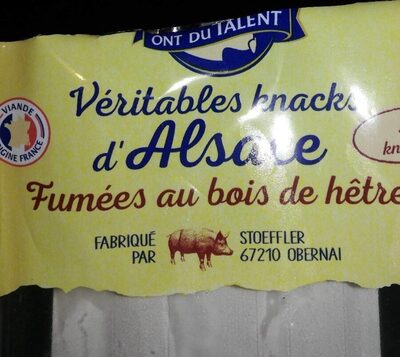 ONT DU TALENT
Véritables knacks
d'Alsace
Fumées au bois de hêtre
VIANDE
ORIGINE FRANCE
FABRIQUÉ
PAR
STOEFFLER
67210 OBERNAI